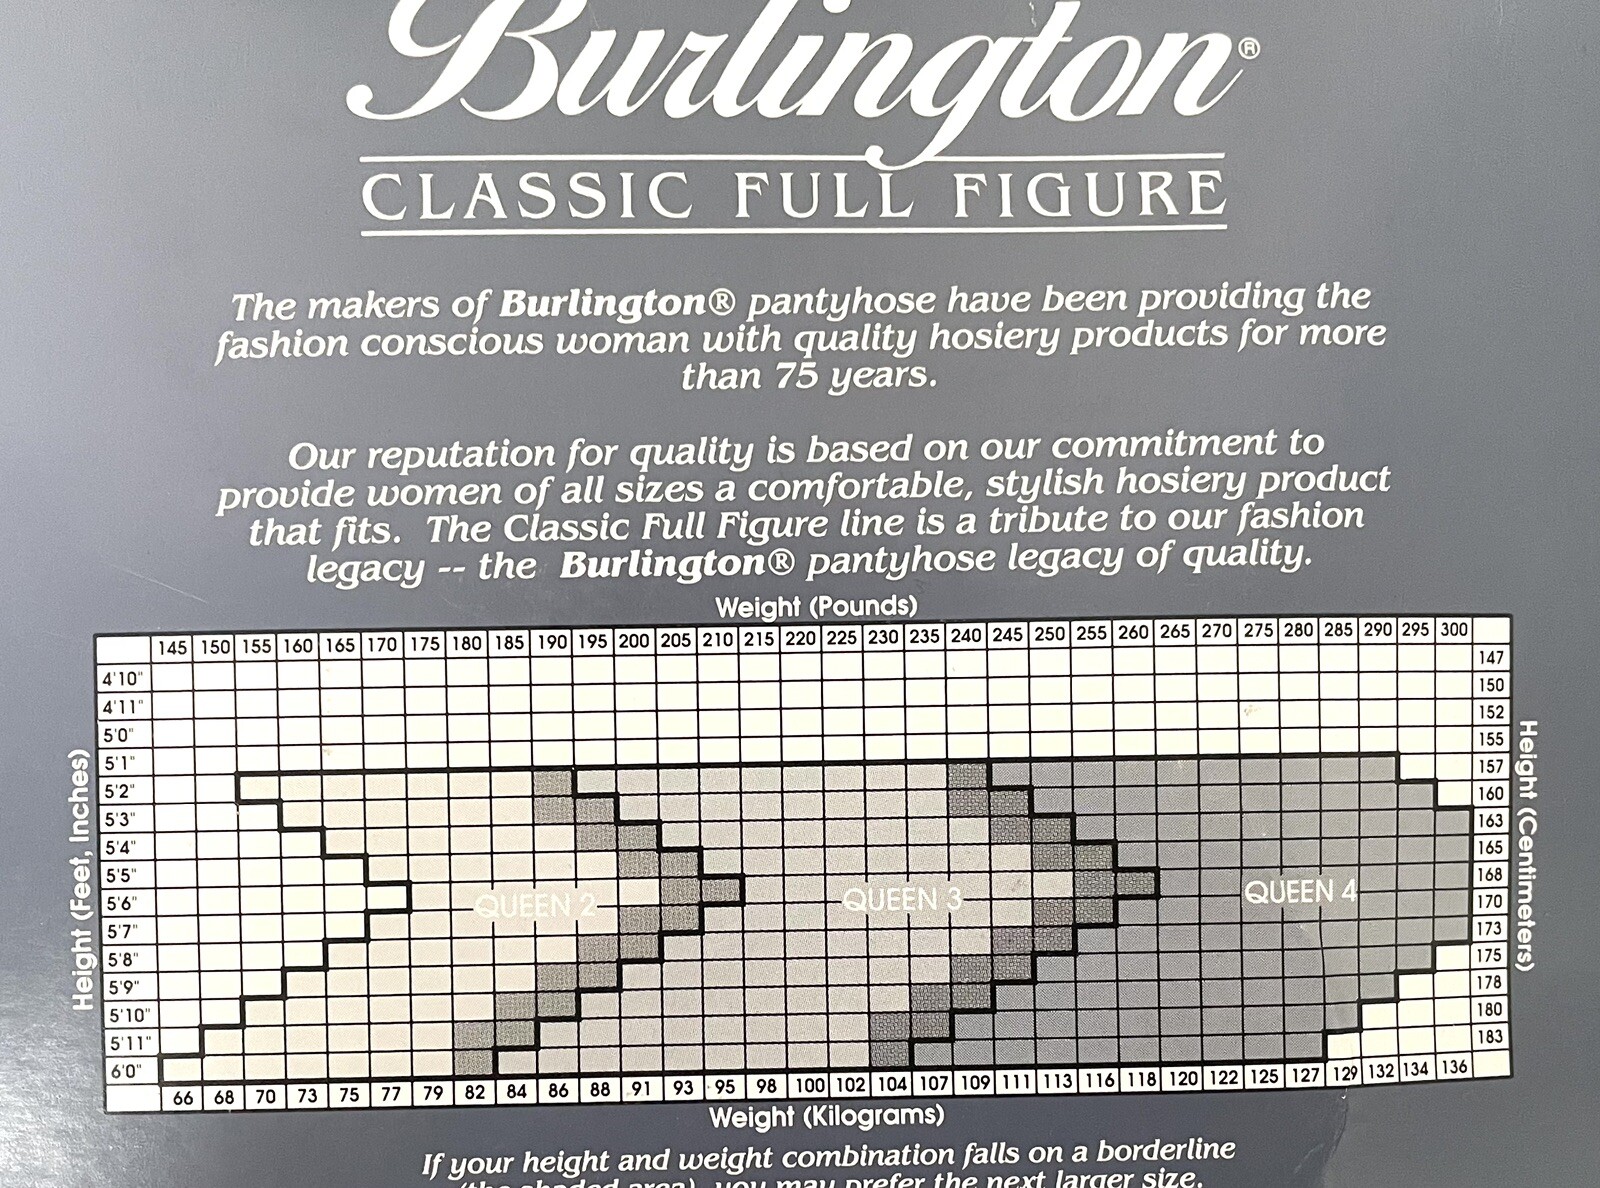 Burlington®
CLASSIC FULL FIGURE
The makers of Burlington® pantyhose have been providing the
fashion conscious woman with quality hosiery products for more
than 75 years.
Our reputation for quality is based on our commitment to
provide women of all sizes a comfortable, stylish hosiery product
that fits. The Classic Full Figure line is a tribute to our fashion
legacy -- the Burlington® pantyhose legacy of quality.
Weight (Pounds)
145 150 155 160 165 170 175 180 185 190 195 200 205 210 215 220 225 230 235 240 245 250 255 260 265 270 275 280 285 290 295 300
Height (Feet, Inches)
4'10"
4'11"
5'0"
5'1"
5'2"
5'3"
5'4"
5'5"
5'6"
5'7"
5'8"
5'9"
5'10"
5'11"
6'0"
QUEEN 2 QUEEN 3 QUEEN 4
147
150
152
155
157
160
163
165
168
170
173
175
178
180
183
Height (Centimeters)
66 68 70 73 75 77 79 82 84 86 88 91 93 95 98 100 102 104 107 109 111 113 116 118 120 122 125 127 129 132 134 136
Weight (Kilograms)
If your height and weight combination falls on a borderline
(the shaded area), you may prefer the next larger size.